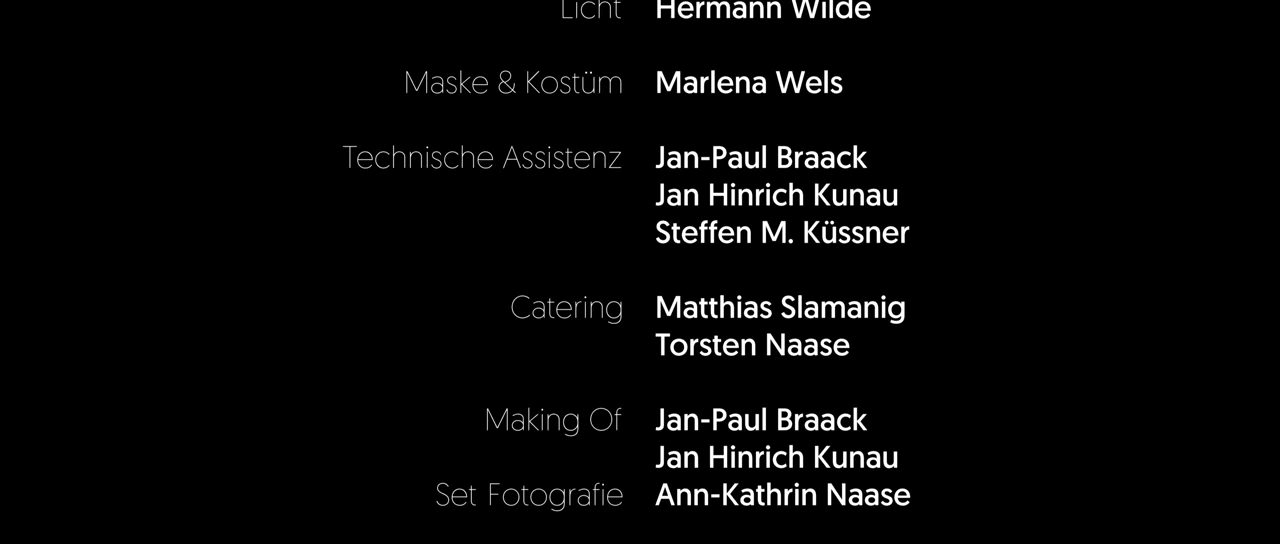 Licht Hermann Wilde
Maske & Kostüm Marlena Wels
Technische Assistenz Jan-Paul Braack
Jan Hinrich Kunau
Steffen M. Küssner
Catering Matthias Slamanig
Torsten Naase
Making Of Jan-Paul Braack
Jan Hinrich Kunau
Set Fotografie Ann-Kathrin Naase